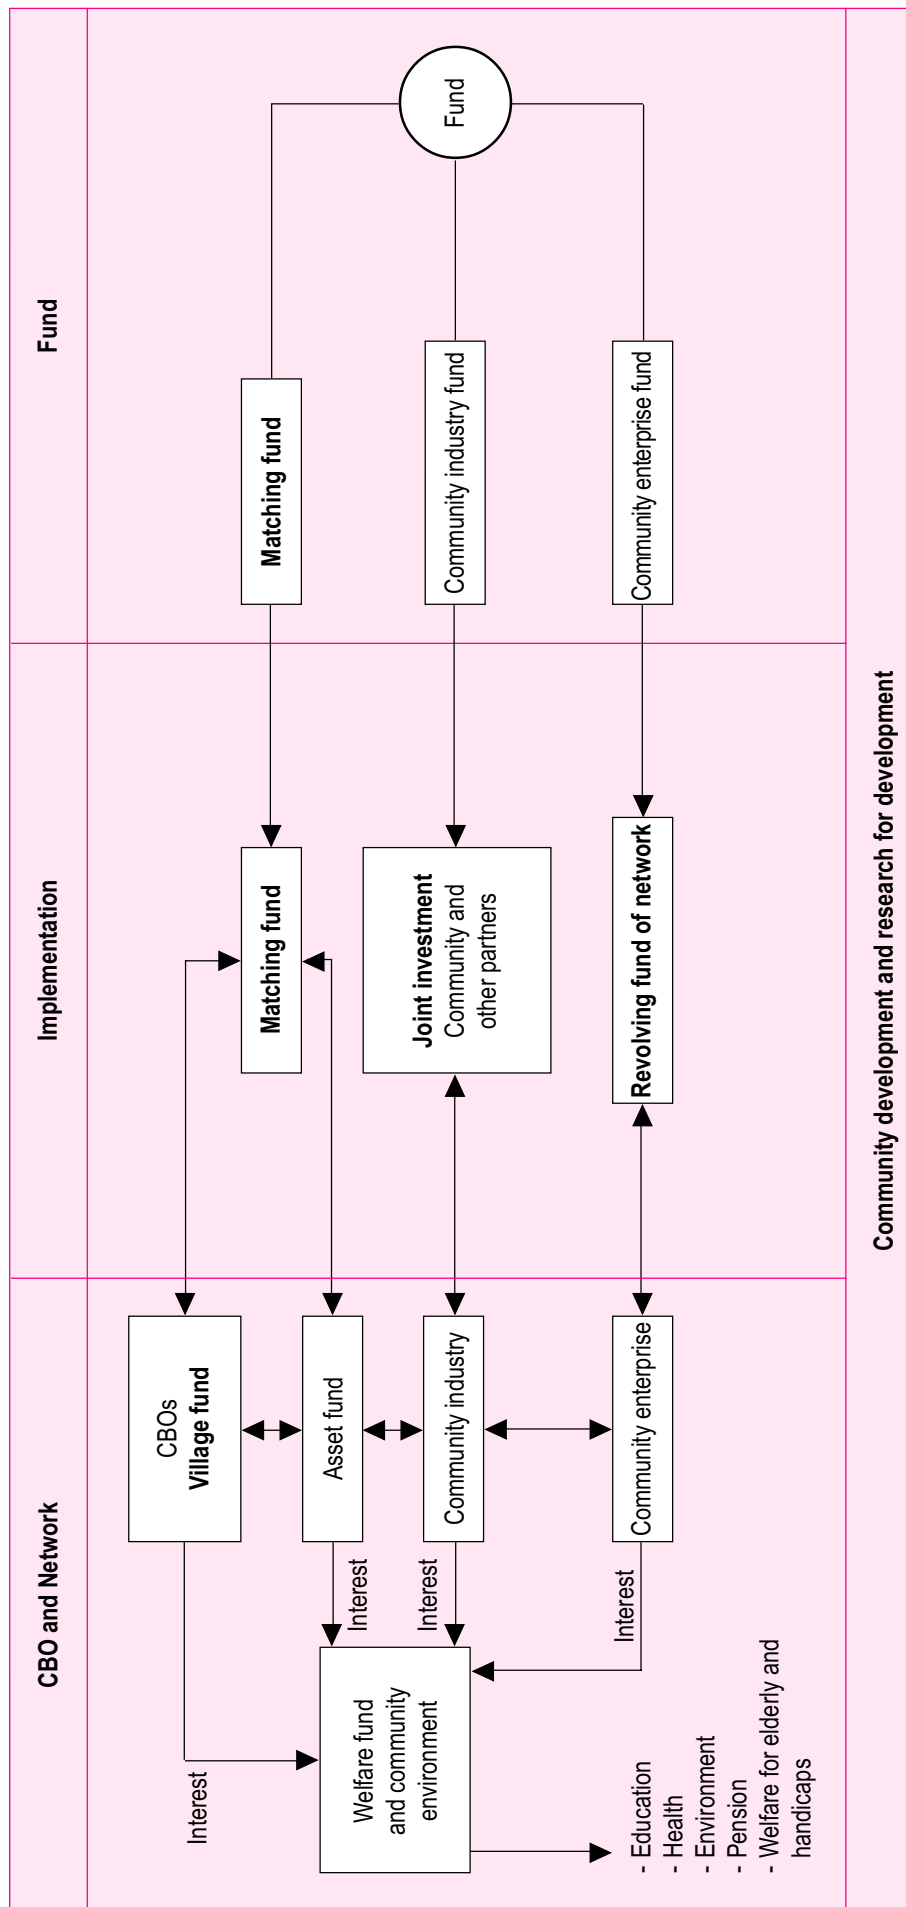 CBO and Network
Implementation
Fund
Interest
CBOs
Village fund
Matching fund
Matching fund
Fund
Welfare fund
and community
environment
Interest
Asset fund
Interest
Community industry
Joint investment
Community and
other partners
Community industry fund
Interest
Community enterprise
Revolving fund of network
Community enterprise fund
- Education
- Health
- Environment
- Pension
- Welfare for elderly and
handicaps
Community development and research for development